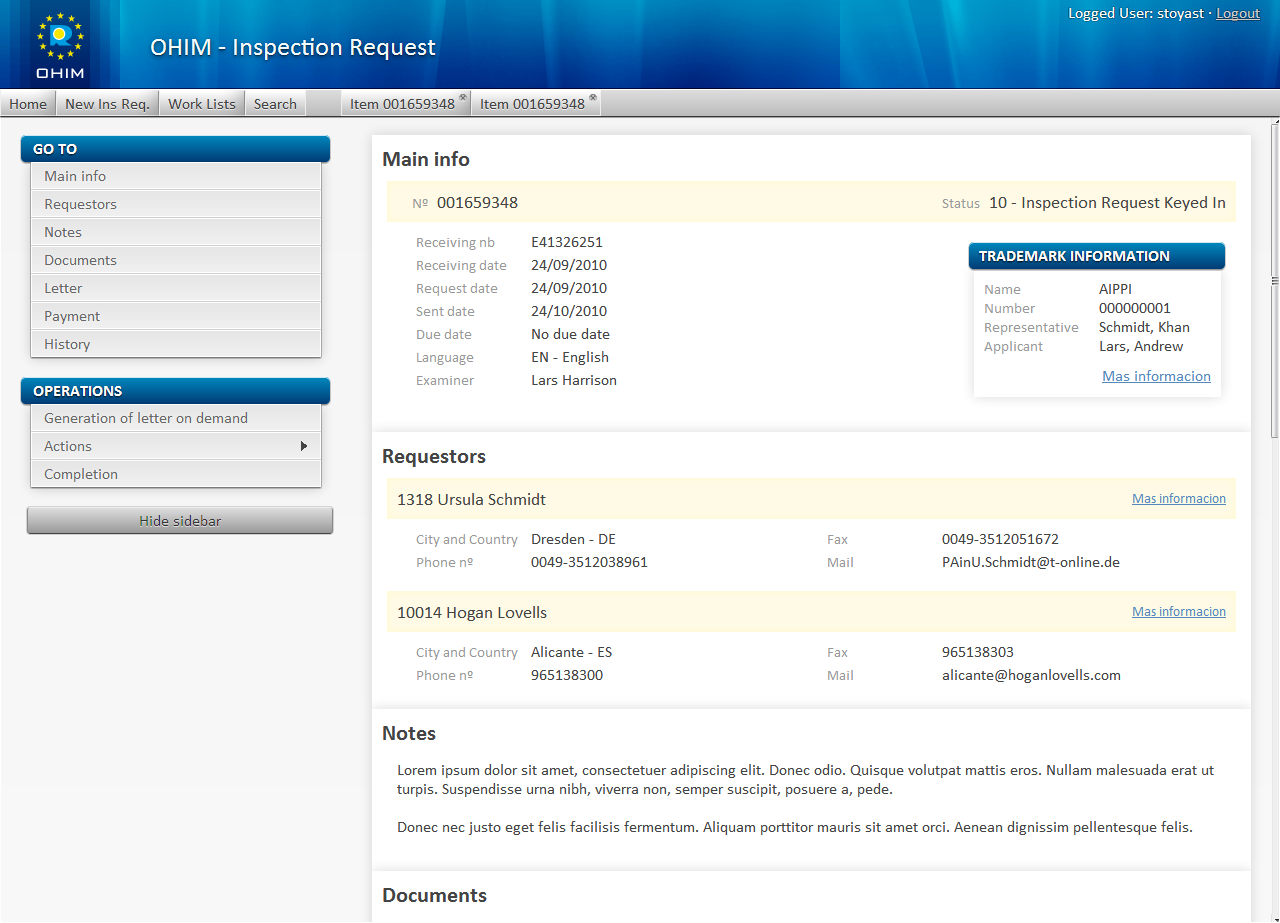 Logged User: stoyast · Logout
R
OHIM
OHIM - Inspection Request
Home New Ins Req. Work Lists Search Item 001659348 Item 001659348
GO TO
Main info
Requestors
Notes
Documents
Letter
Payment
History
OPERATIONS
Generation of letter on demand
Actions
Completion
Hide sidebar
Main info
Nº 001659348 Status 10 - Inspection Request Keyed In
Receiving nb E41326251
Receiving date 24/09/2010
Request date 24/09/2010
Sent date 24/10/2010
Due date No due date
Language EN - English
Examiner Lars Harrison
TRADEMARK INFORMATION
Name AIPPI
Number 000000001
Representative Schmidt, Khan
Applicant Lars, Andrew
Mas informacion
Requestors
1318 Ursula Schmidt Mas informacion
City and Country Dresden - DE Fax 0049-3512051672
Phone nº 0049-3512038961 Mail PAinU.Schmidt@t-online.de
10014 Hogan Lovells Mas informacion
City and Country Alicante - ES Fax 965138303
Phone nº 965138300 Mail alicante@hoganlovells.com
Notes
Lorem ipsum dolor sit amet, consectetuer adipiscing elit. Donec odio. Quisque volutpat mattis eros. Nullam malesuada erat ut
turpis. Suspendisse urna nibh, viverra non, semper suscipit, posuere a, pede.
Donec nec justo eget felis facilisis fermentum. Aliquam porttitor mauris sit amet orci. Aenean dignissim pellentesque felis.
Documents